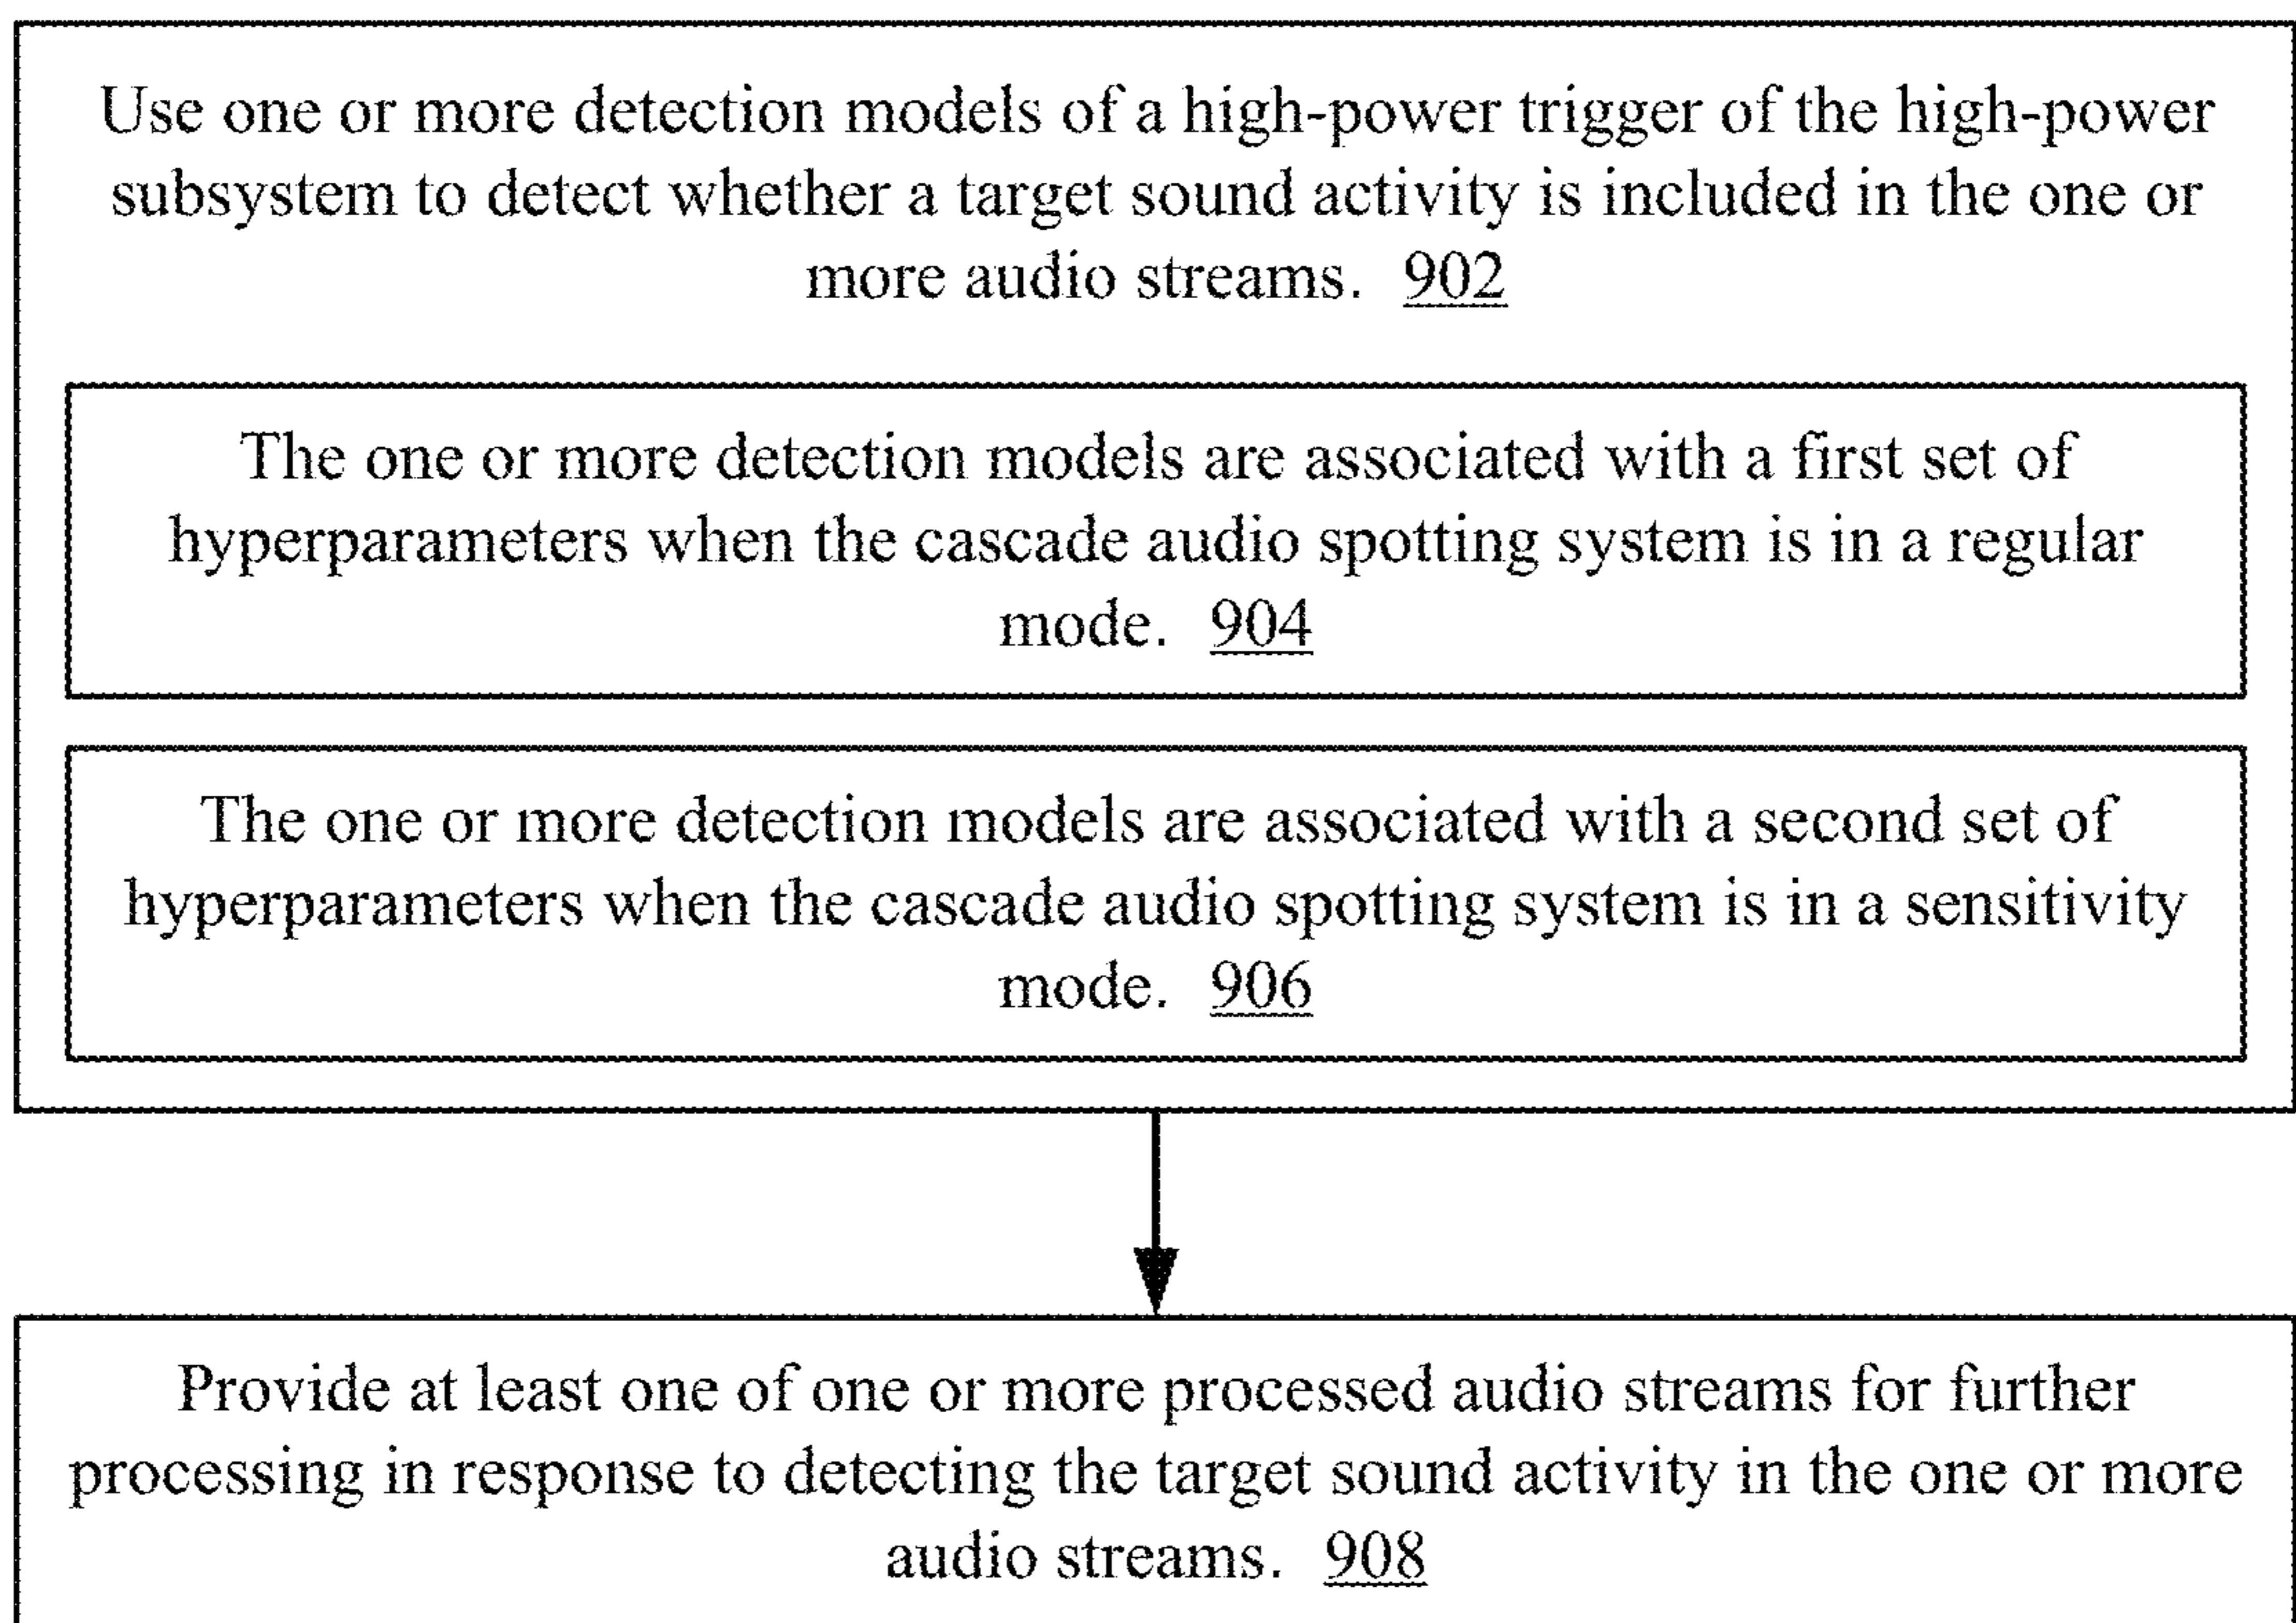 Use one or more detection models of a high-power trigger of the high-power
subsystem to detect whether a target sound activity is included in the one or
more audio streams. 902
The one or more detection models are associated with a first set of
hyperparameters when the cascade audio spotting system is in a regular
mode. 904
The one or more detection models are associated with a second set of
hyperparameters when the cascade audio spotting system is in a sensitivity
mode. 906
Provide at least one of one or more processed audio streams for further
processing in response to detecting the target sound activity in the one or more
audio streams. 908